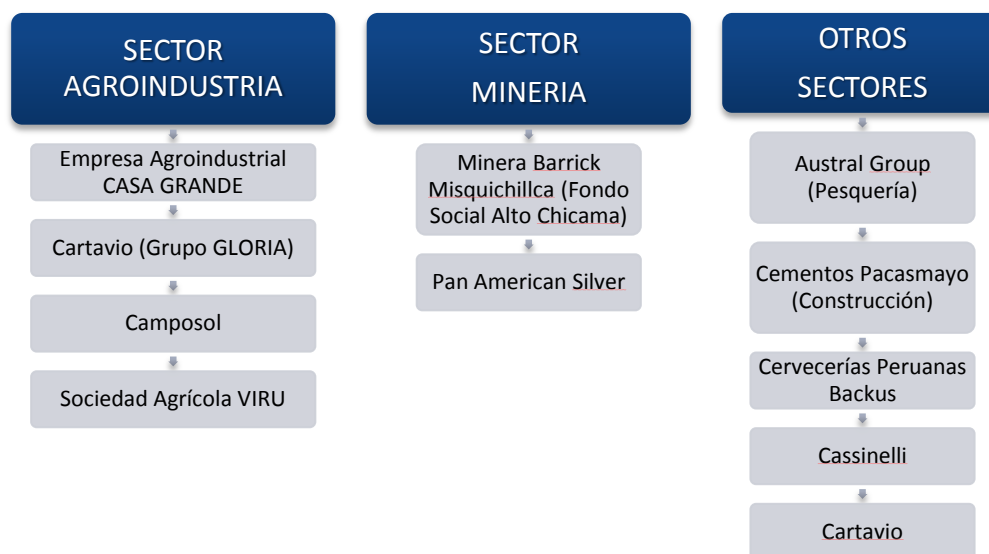 SECTOR
AGROINDUSTRIA
Empresa Agroindustrial
CASA GRANDE
Cartavio (Grupo GLORIA)
Camposol
Sociedad Agrícola VIRU
SECTOR
MINERIA
Minera Barrick
Misquichillca (Fondo
Social Alto Chicama)
Pan American Silver
OTROS
SECTORES
Austral Group
(Pesquería)
Cementos Pacasmayo
(Construcción)
Cervecerías Peruanas
Backus
Cassinelli
Cartavio